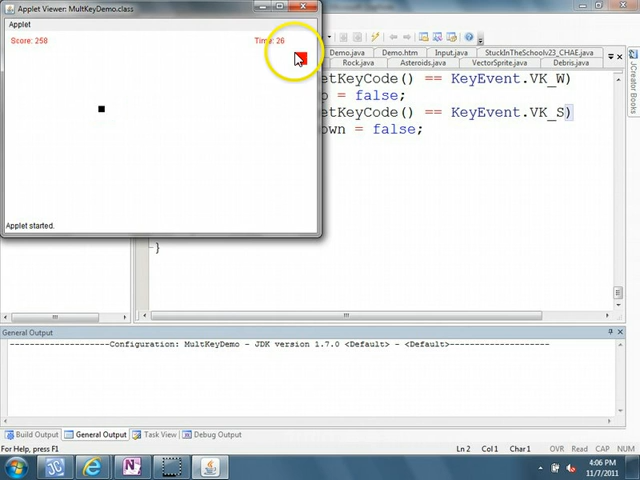 Applet Viewer: MultKeyDemo.class
Applet
Score: 258
Time: 26
Demo.java
Demo.htm
Input.java
StuckInTheSchoolv23_CHAE.java
Rock.java
Asteroids.java
VectorSprite.java
Debris.java
etKeyCode() == KeyEvent.VK_W)
p = false;
etKeyCode() == KeyEvent.VK_S)
own = false;
}
Applet started.
JCreator Books
General Output
--------------------Configuration: MultKeyDemo - JDK version 1.7.0 <Default> - <Default>--------------------
Build Output
General Output
Task View
Debug Output
For Help, press F1
Ln 2
Col 1
Char 1
OVR
Read
CAP
NUM
4:06 PM
11/7/2011